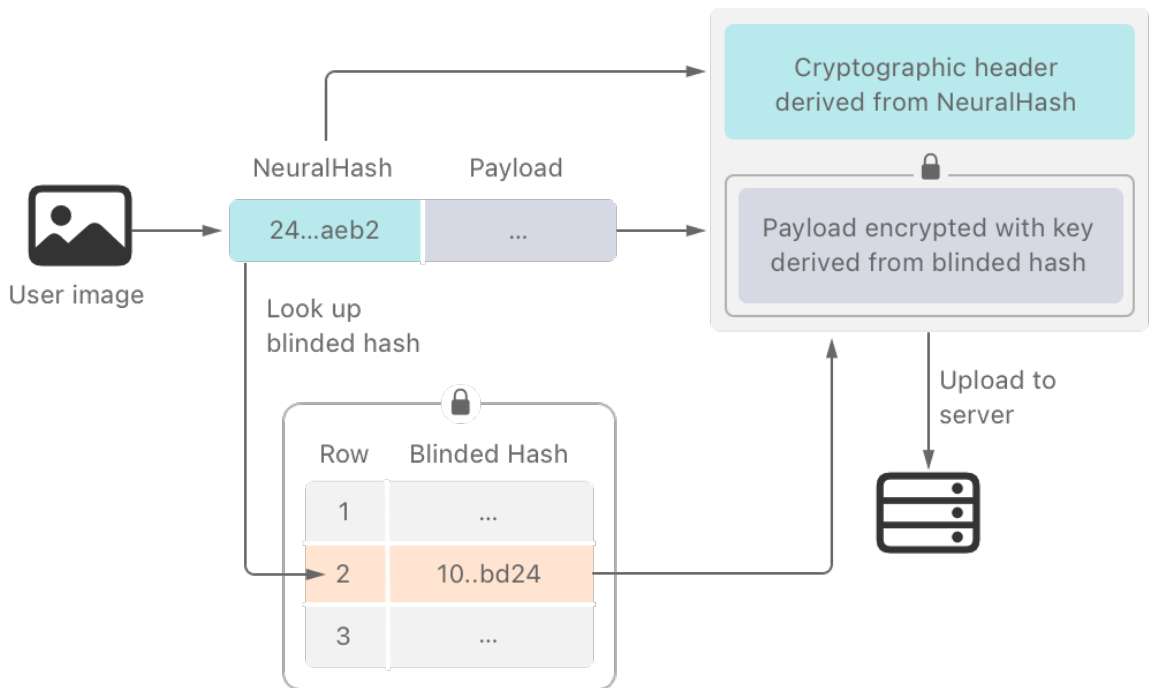 Cryptographic header
derived from NeuralHash
NeuralHash
Payload
24...aeb2
...
Payload encrypted with key
derived from blinded hash
User image
Look up
blinded hash
Upload to
server
Row Blinded Hash
1 ...
2 10..bd24
3 ...